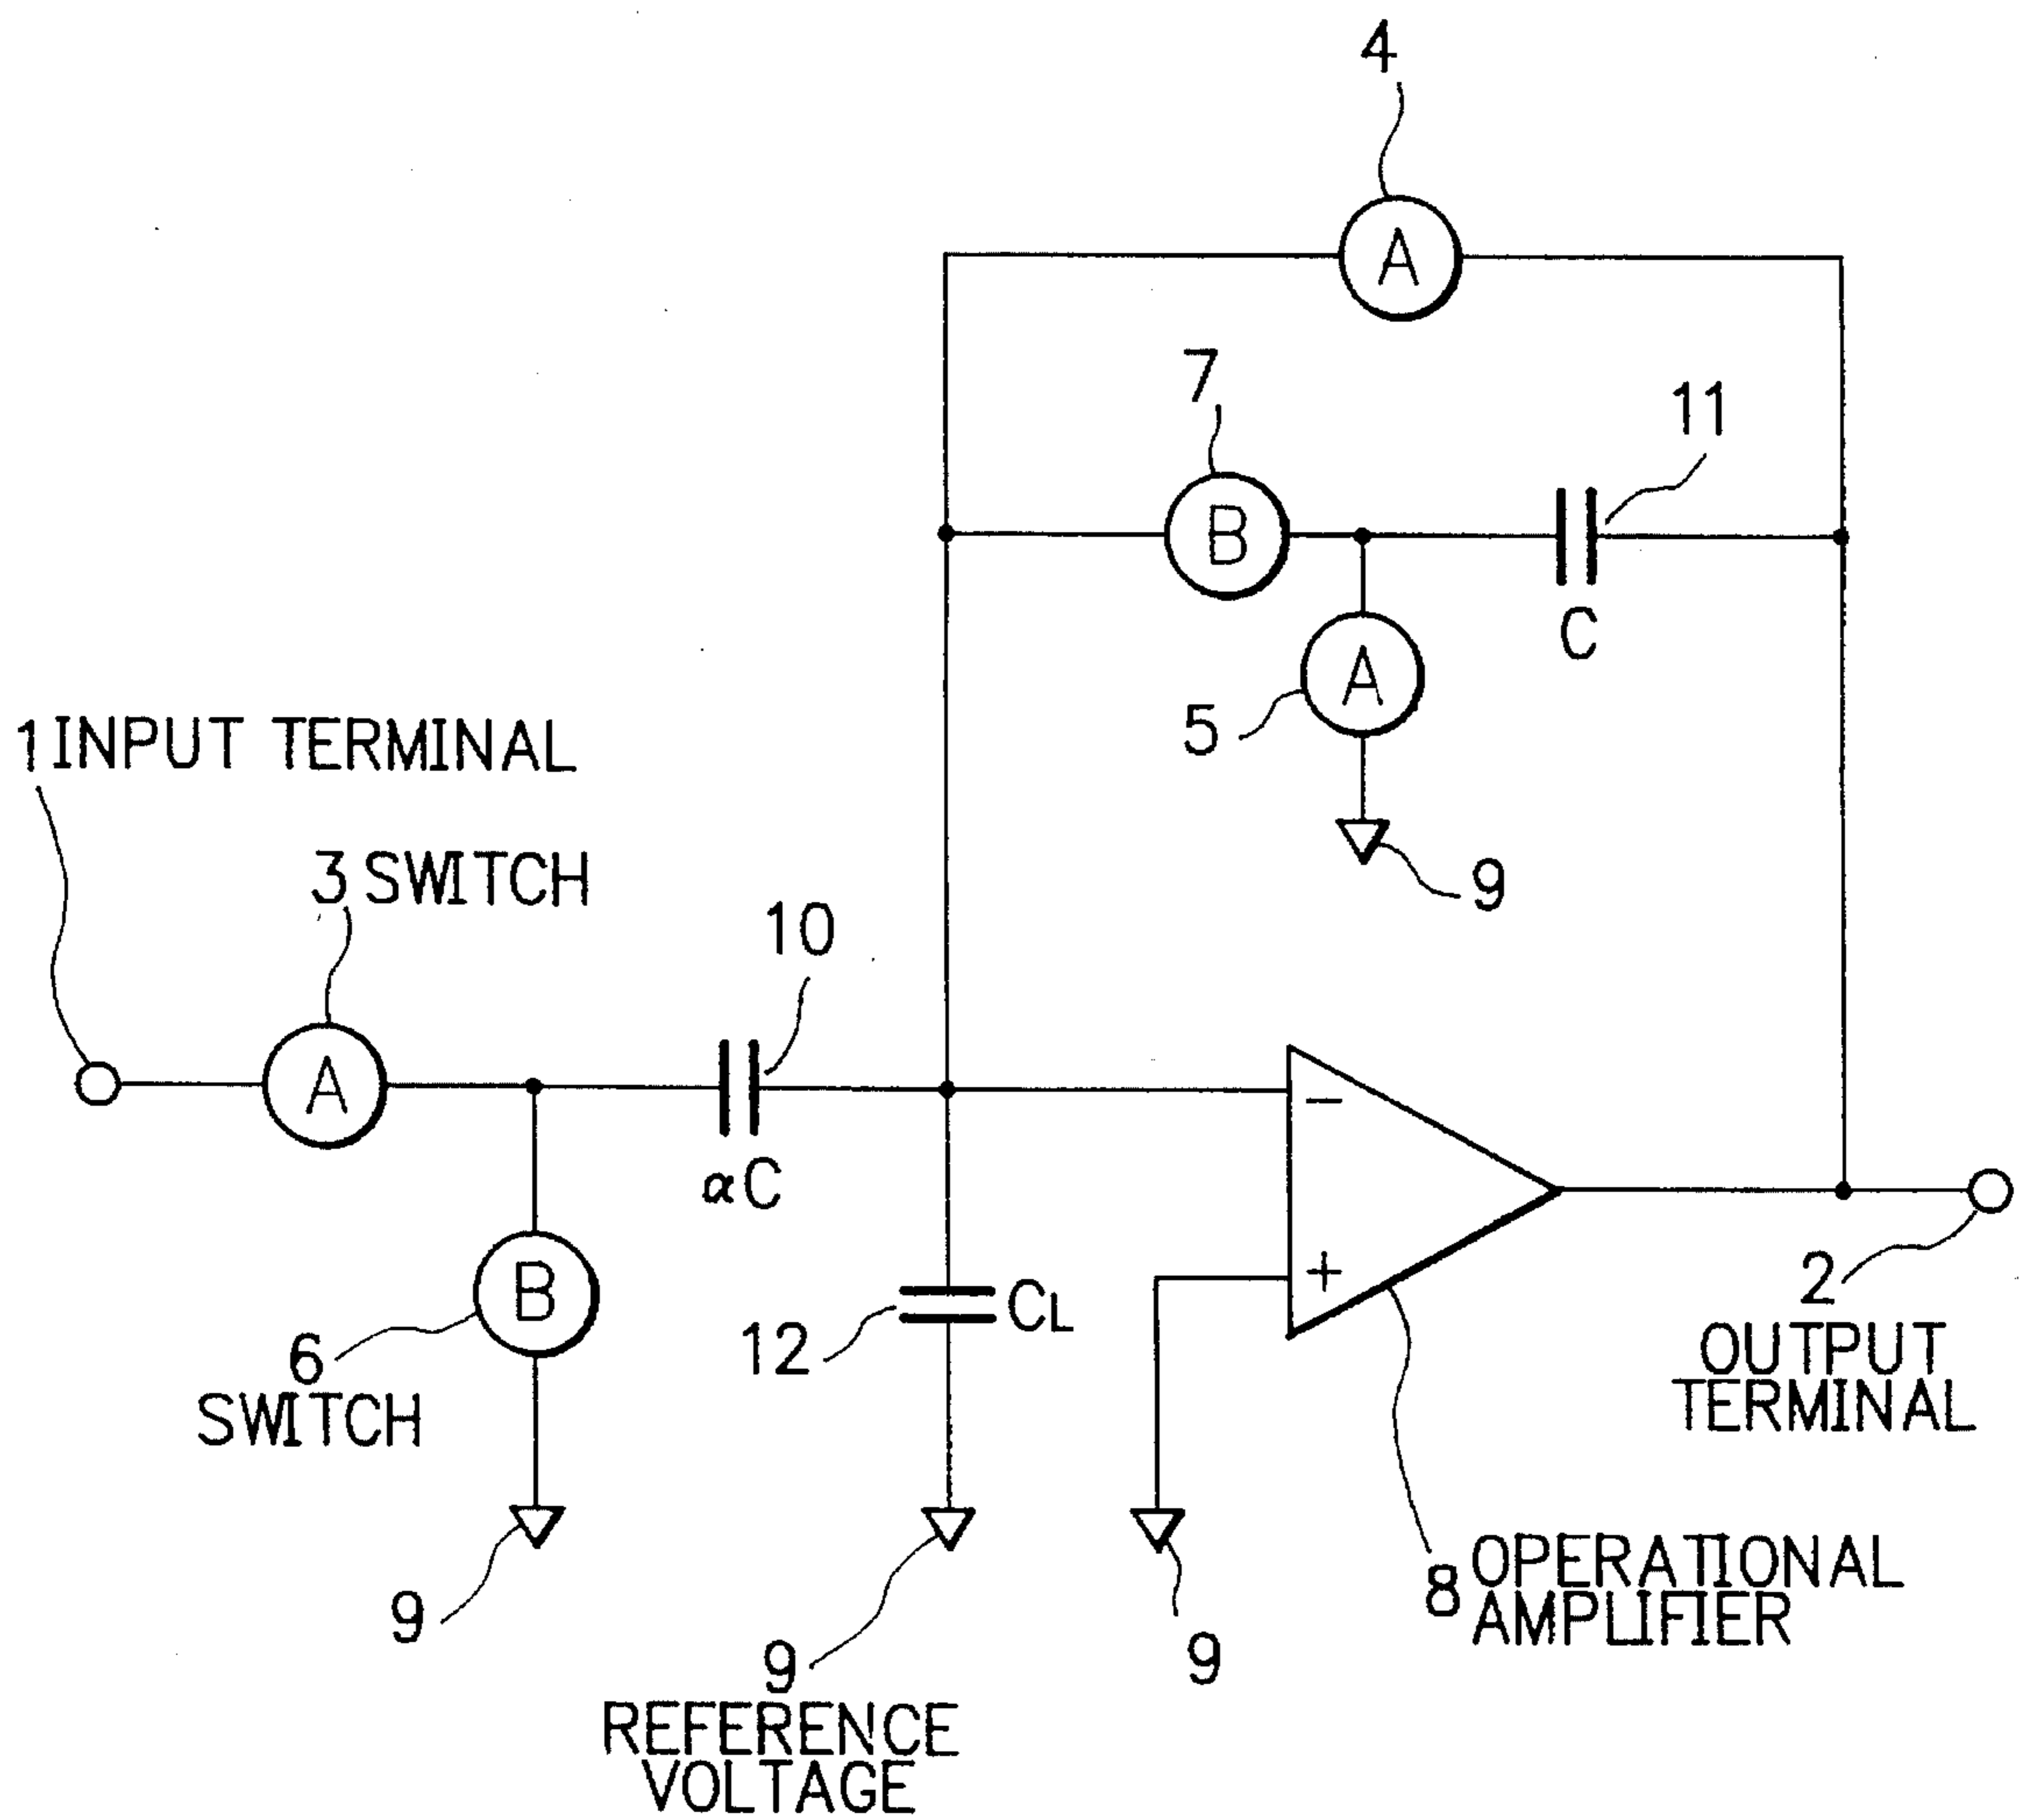 4
A
7
11
B
C
A
5
1 INPUT TERMINAL
9
3 SWITCH
10
A
−
αC
B
+
CL
2
12
OUTPUT
TERMINAL
6
SWITCH
8 OPERATIONAL
AMPLIFIER
9
9
9
REFERENCE
VOLTAGE